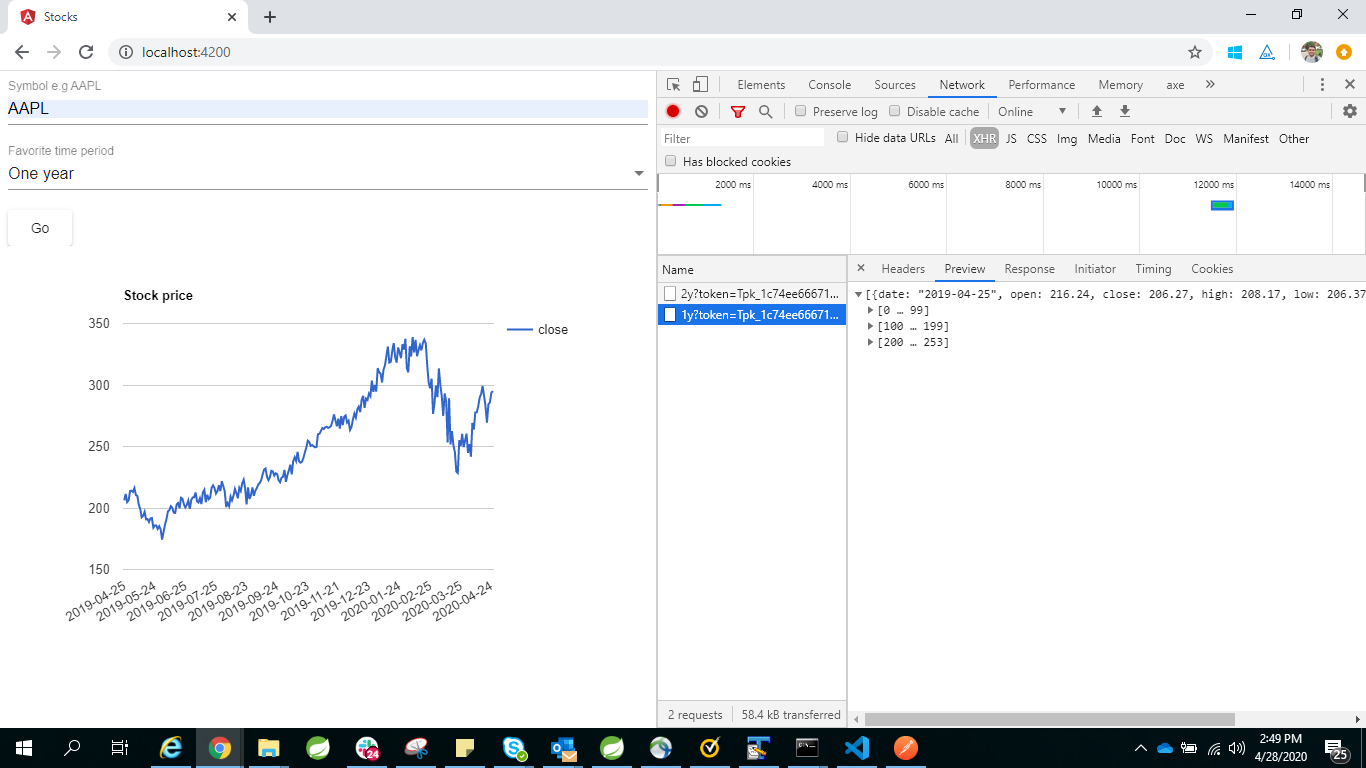 Stocks
localhost:4200
Symbol e.g AAPL
AAPL
Favorite time period
One year
Go
Stock price
350
300
250
200
150
close
2019-04-25
2019-05-24
2019-06-25
2019-07-25
2019-08-23
2019-09-24
2019-10-23
2019-11-21
2019-12-23
2020-01-24
2020-02-25
2020-03-25
2020-04-24
Elements Console Sources Network Performance Memory axe »
Preserve log Disable cache Online
Filter Hide data URLs All XHR JS CSS Img Media Font Doc WS Manifest Other
Has blocked cookies
2000 ms 4000 ms 6000 ms 8000 ms 10000 ms 12000 ms 14000 ms
Name
2y?token=Tpk_1c74ee66671...
1y?token=Tpk_1c74ee66671...
Headers Preview Response Initiator Timing Cookies
[{date: "2019-04-25", open: 216.24, close: 206.27, high: 208.17, low: 206.37
[0 … 99]
[100 … 199]
[200 … 253]
2 requests 58.4 kB transferred
24
2:49 PM
4/28/2020
25